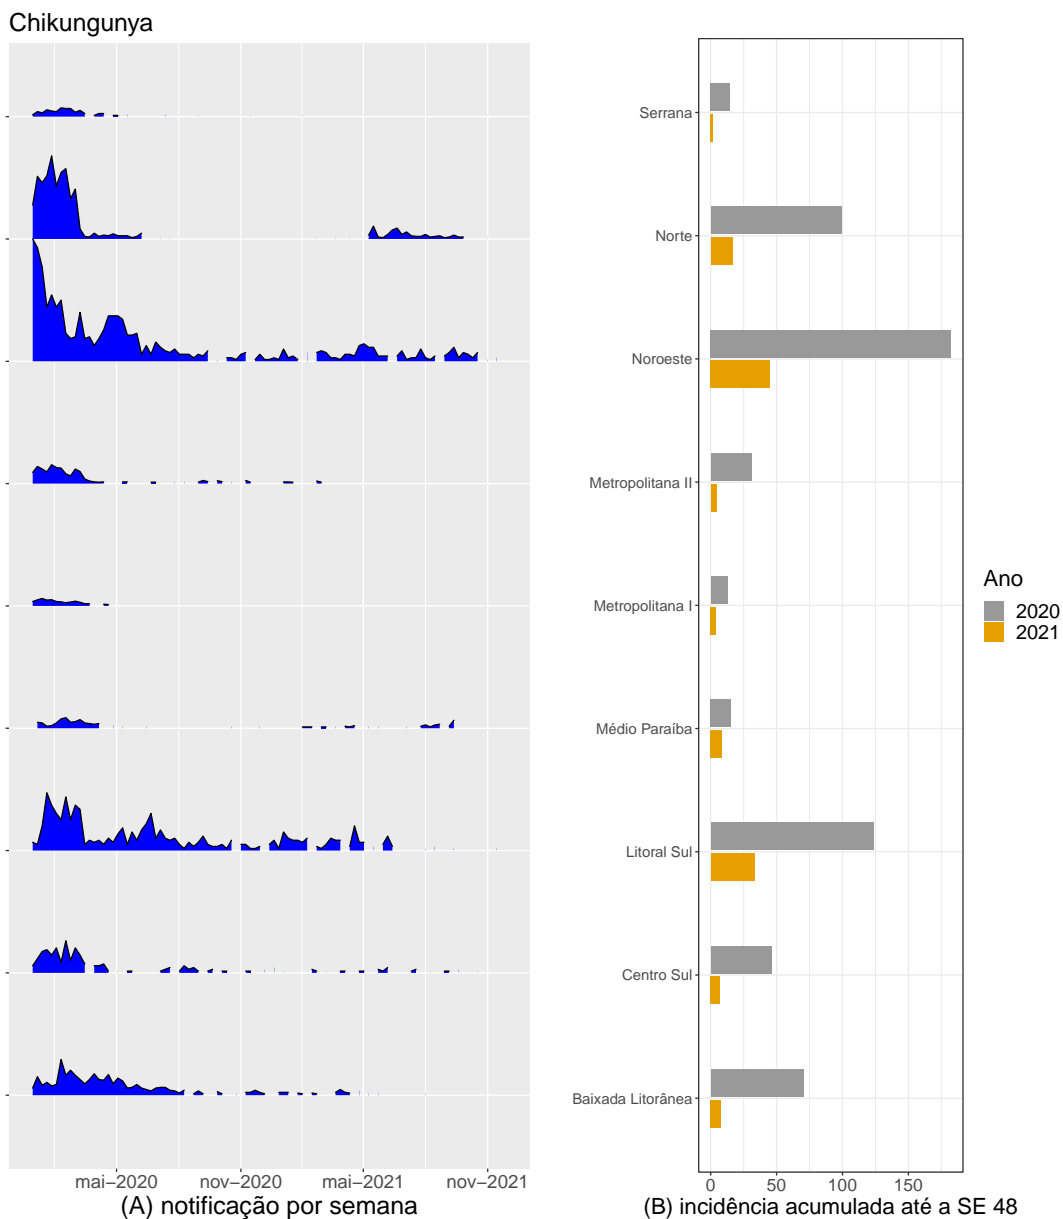 Chikungunya
Serrana
Norte
Noroeste
Metropolitana II
Metropolitana I
Médio Paraíba
Litoral Sul
Centro Sul
Baixada Litorânea
mai−2020 nov−2020 mai−2021 nov−2021
(A) notificação por semana
0 50 100 150
(B) incidência acumulada até a SE 48
Ano
2020
2021